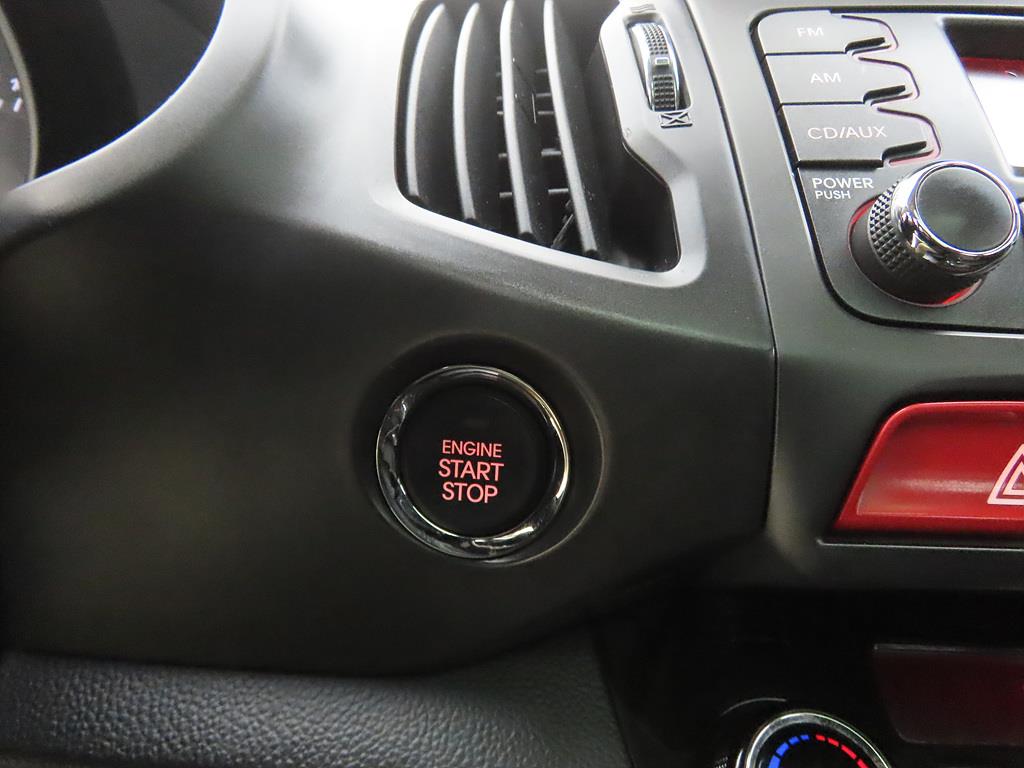 FM
AM
CD/AUX
POWER
PUSH
ENGINE
START
STOP